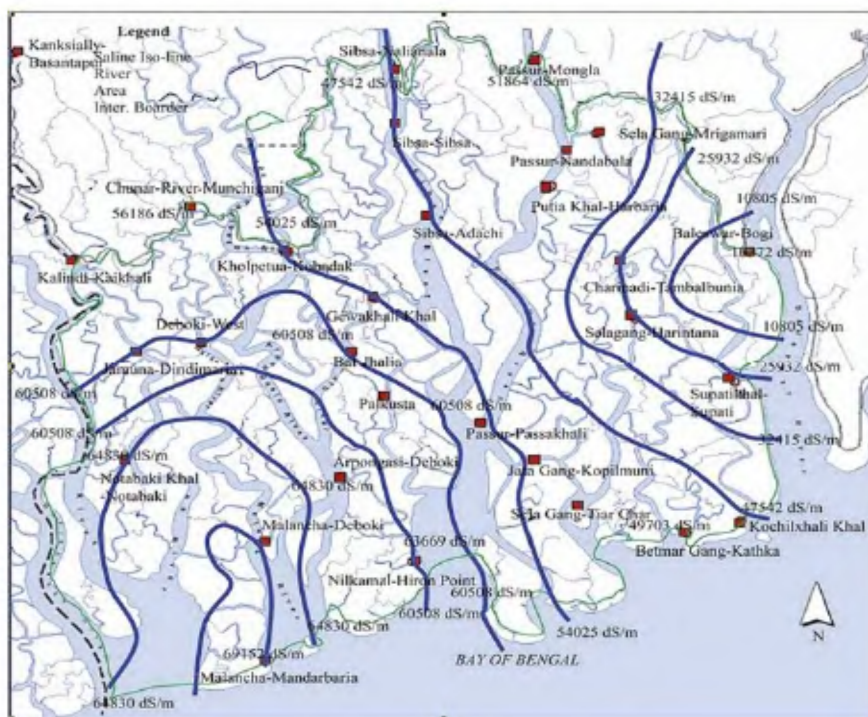 Legend
Kanksially-
Basantapol
Saline Iso-Line
River
Area
Inter. Boarder
Sibsa-Nalianala
47542 dS/m
Passur-Mongla
51864 dS/m
32415 dS/m
Sela Gang-Mrigamari
Sibsa-Sibsa
Passur-Nandabala
25932 dS/m
Chunar-River-Munchiganj
56186 dS/m
Putia Khal-Harbaria
10805 dS/m
54025 dS/m
Sibsa-Adachi
Baleswar-Bogi
Kholpetua-Kobadak
Kalindi-Kaikhali
Charpadi-Tambalbunia
Gewakhali Khal
Deboki-West
60508 dS/m
Selagang-Harintana
10805 dS/m
Jamuna-Dindimaria
Bal Jhalia
25932 dS/m
60508 dS/m
Patkusta
60508 dS/m
Supati
Supati
60508 dS/m
Passur-Passakhali
32415 dS/m
64830 dS/m
Notabaki Khal
-Notabaki
Arpongasi-Deboki
64830 dS/m
Jafa Gang-Kopilmuni
Sela Gang-Tiar Char
47542 dS/m
Malancha-Deboki
49703 dS/m
Kochilxhali Khal
63669 dS/m
Betmar Gang-Kathka
Nilkamal-Hiron Point
60508 dS/m
60508 dS/m
64830 dS/m
54025 dS/m
River
69152 dS/m
BAY OF BENGAL
N
Malancha-Mandarbaria
64830 dS/m